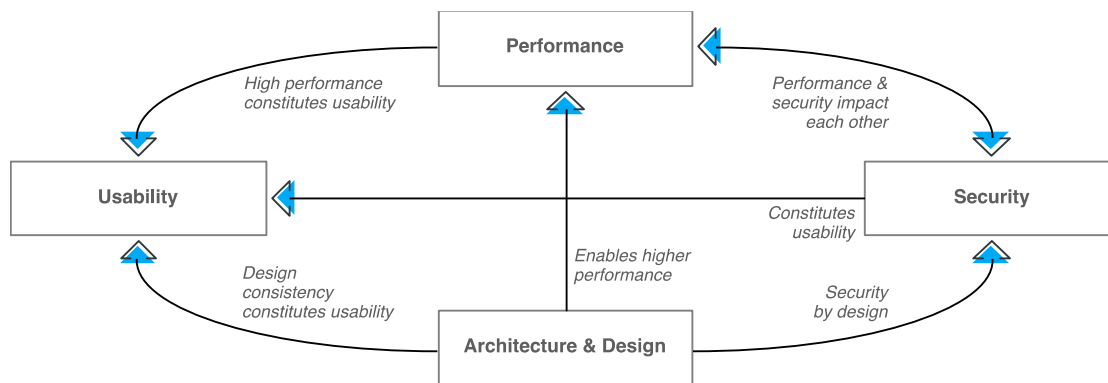 Performance
High performance
constitutes usability
Performance &
security impact
each other
Usability
Security
Constitutes
usability
Enables higher
performance
Design
consistency
constitutes usability
Security
by design
Architecture & Design